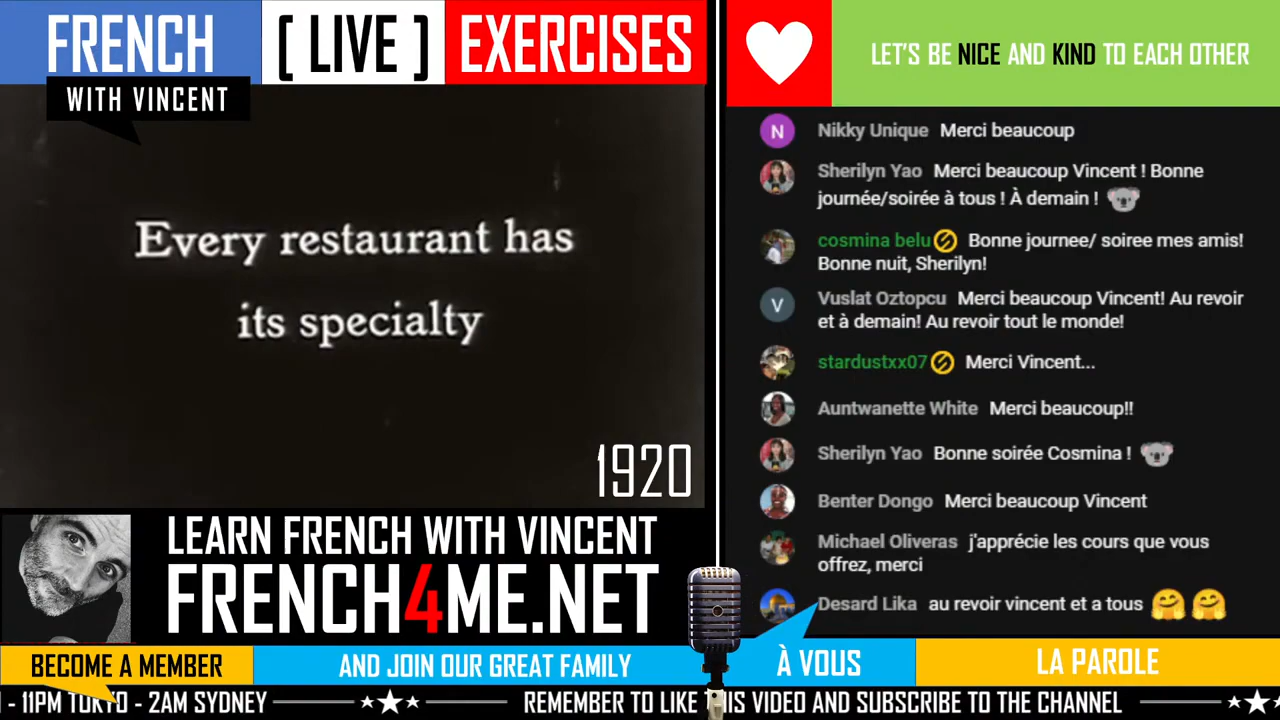 FRENCH
[ LIVE ]
EXERCISES
WITH VINCENT
LET'S BE NICE AND KIND TO EACH OTHER
Every restaurant has
its specialty
1920
LEARN FRENCH WITH VINCENT
FRENCH4ME.NET
BECOME A MEMBER
AND JOIN OUR GREAT FAMILY
N
Nikky Unique Merci beaucoup
Sherilyn Yao Merci beaucoup Vincent ! Bonne
journée/soirée à tous ! À demain !
cosmina belu Bonne journee/ soiree mes amis!
Bonne nuit, Sherilyn!
V
Vuslat Oztopcu Merci beaucoup Vincent! Au revoir
et à demain! Au revoir tout le monde!
stardustxx07 Merci Vincent...
Auntwanette White Merci beaucoup!!
Sherilyn Yao Bonne soirée Cosmina !
Benter Dongo Merci beaucoup Vincent
Michael Oliveras j'apprécie les cours que vous
offrez, merci
Desard Lika au revoir vincent et a tous
À VOUS
LA PAROLE
- 11PM TOKYO - 2AM SYDNEY
REMEMBER TO LIKE THIS VIDEO AND SUBSCRIBE TO THE CHANNEL